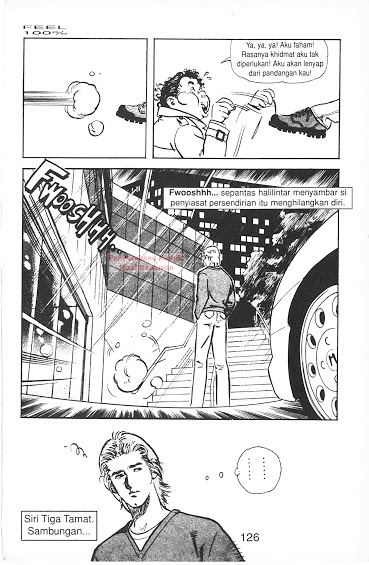 FEEL
100%
Ya, ya, ya! Aku faham!
Rasanya khidmat aku tak
diperlukan! Aku akan lenyap
dari pandangan kau!
FWOOSHHH..
Fwooshhh... sepantas halilintar menyambar si
penyiasat persendirian itu menghilangkan diri.
Siri Tiga Tamat.
Sambungan...
126